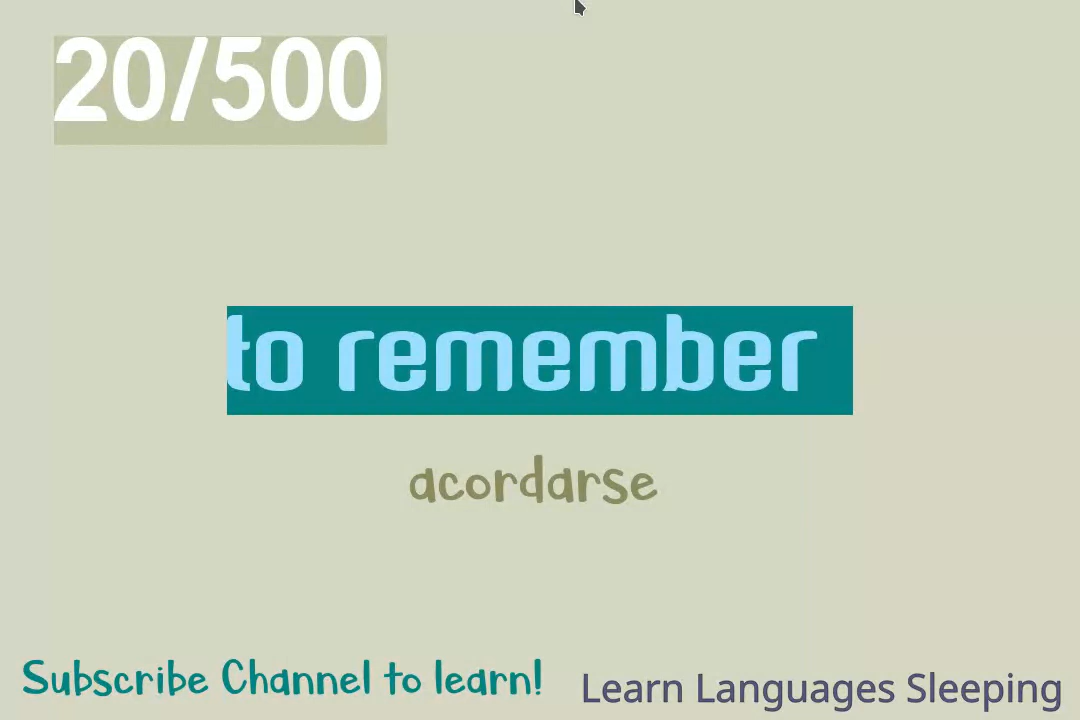 20/500
to remember
acordarse
Subscribe Channel to learn!
Learn Languages Sleeping